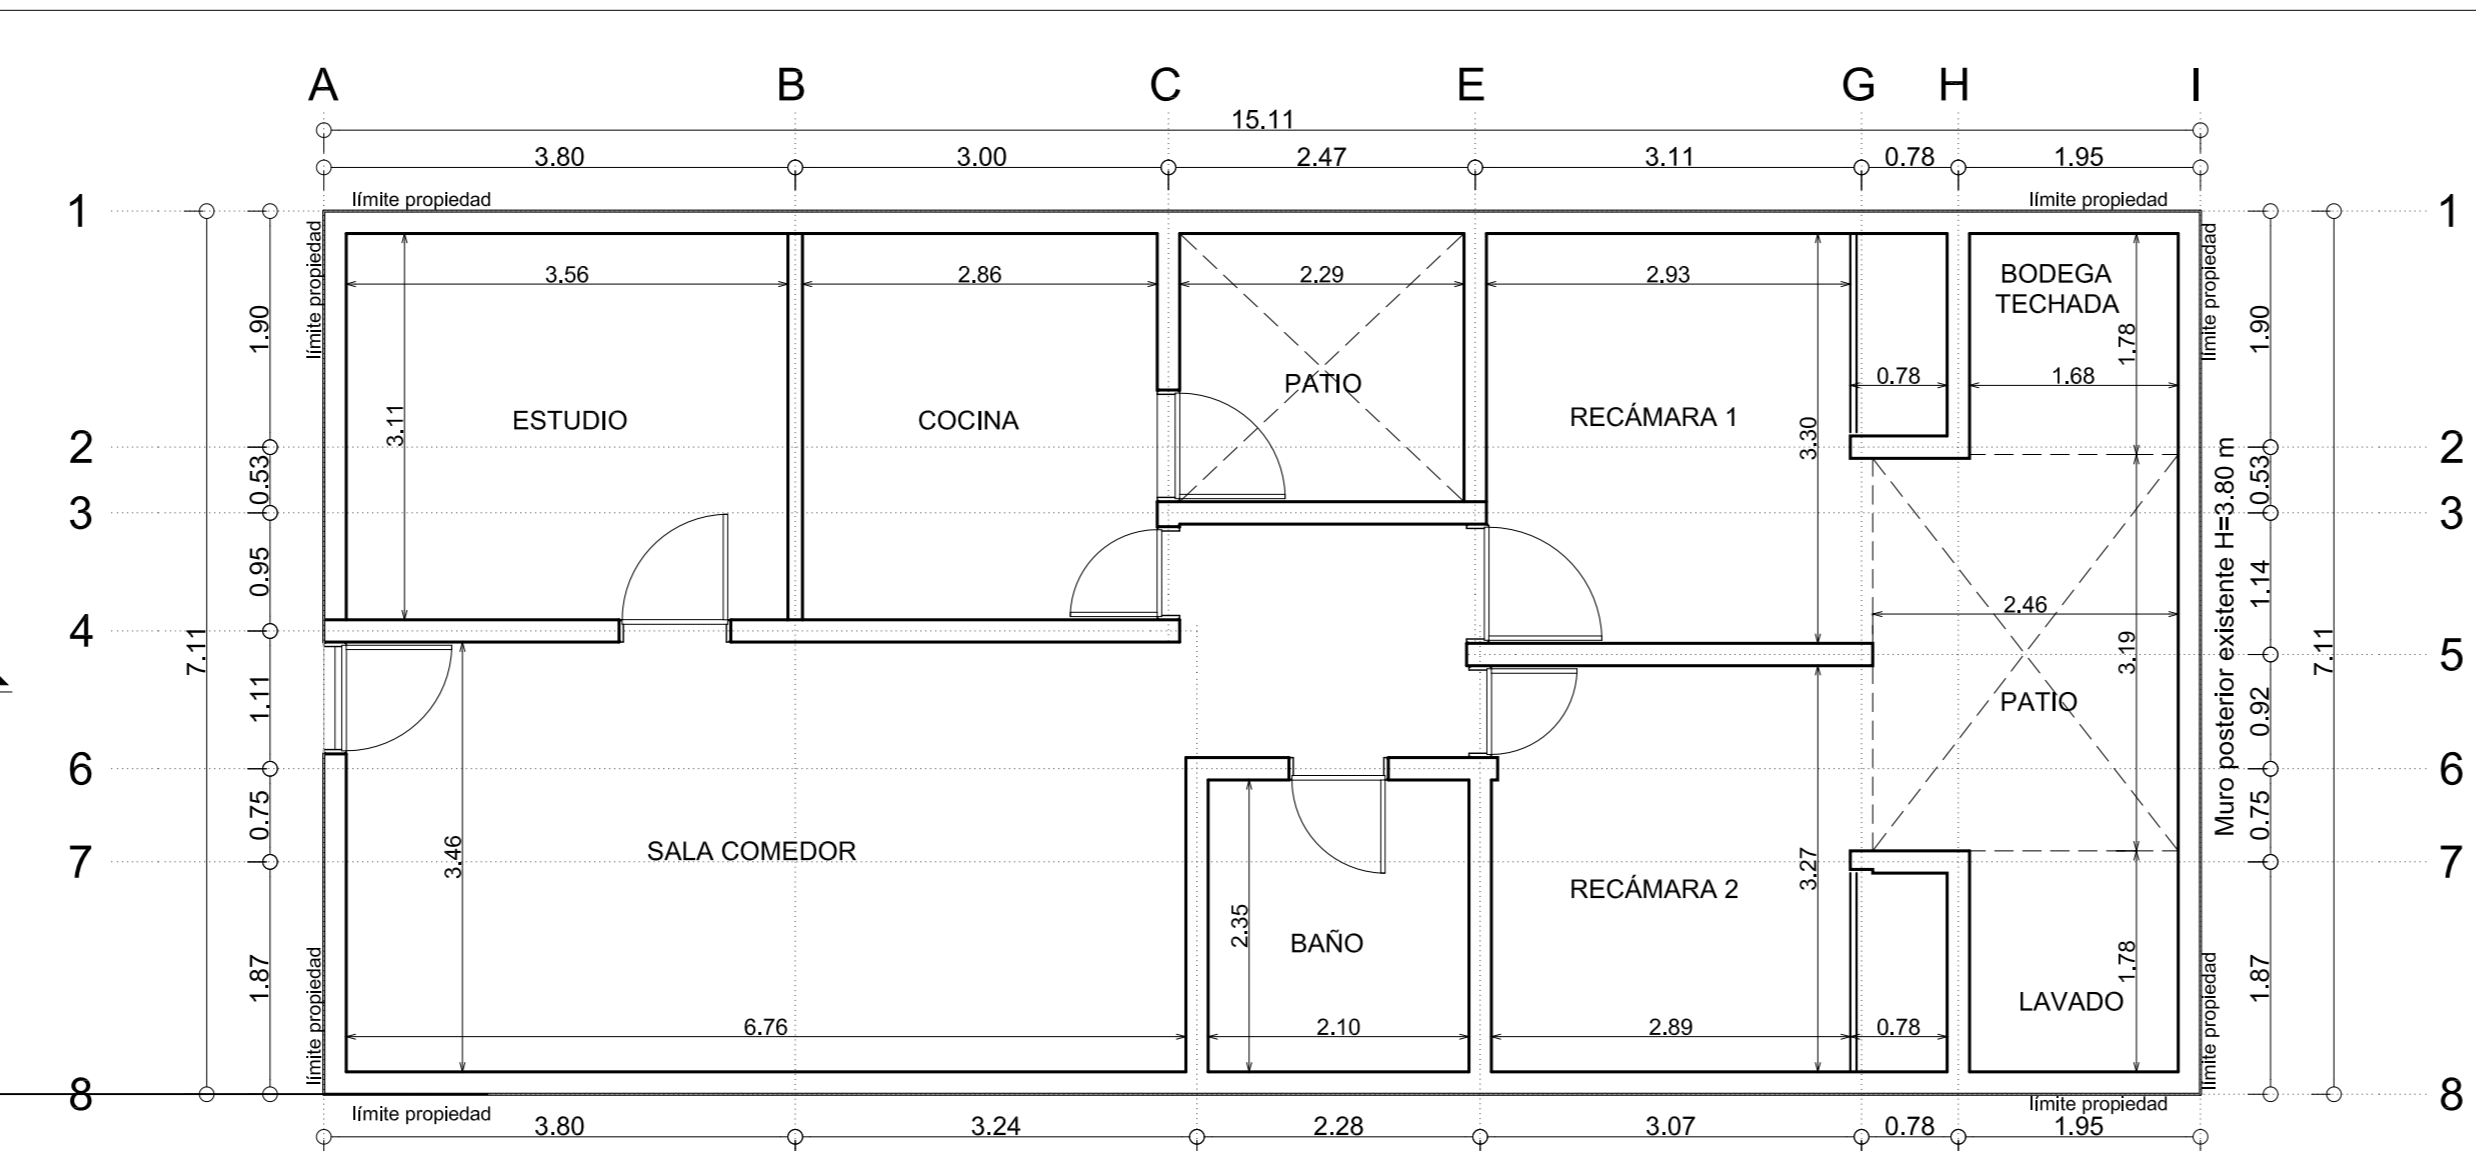 A B C E G H I
15.11
3.80 3.00 2.47 3.11 0.78 1.95
límite propiedad límite propiedad
1 1
límite propiedad límite propiedad
3.56 2.86 2.29 2.93
BODEGA
TECHADA
1.90 1.78 1.90
0.78 1.68
PATIO
3.11 ESTUDIO COCINA RECÁMARA 1 3.30
2 2
0.53 0.53
3 3
0.95 1.14
2.46
4 5
7.11 3.19 7.11
Muro posterior existente H=3.80 m
1.11 PATIO 0.92
6 6
0.75 0.75
SALA COMEDOR 3.46
7 7
RECÁMARA 2 3.27
2.35 BAÑO
1.87 1.78 1.87
LAVADO
límite propiedad límite propiedad
6.76 2.10 2.89 0.78
8 8
límite propiedad límite propiedad
3.80 3.24 2.28 3.07 0.78 1.95